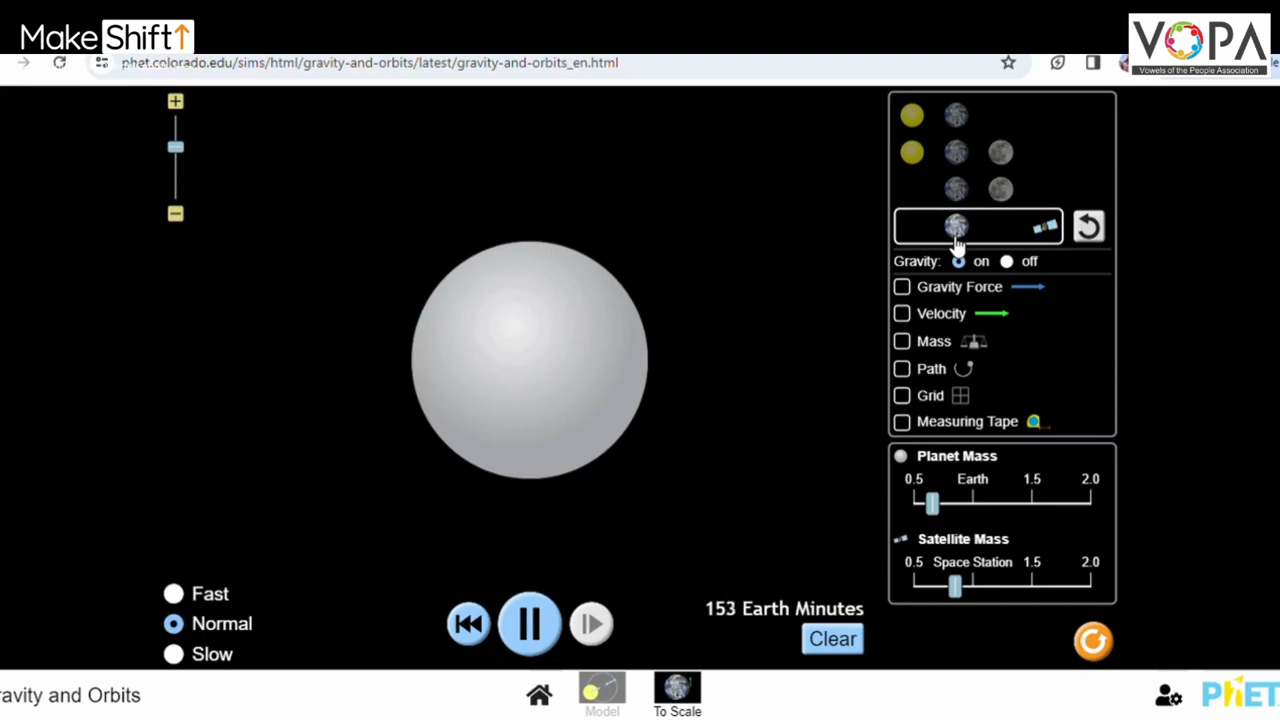 Make Shift↑
VOPA
Vowels of the People Association
phet.colorado.edu/sims/html/gravity-and-orbits/latest/gravity-and-orbits_en.html
Gravity: on off
Gravity Force
Velocity
Mass
Path
Grid
Measuring Tape
Planet Mass
0.5 Earth 1.5 2.0
Satellite Mass
0.5 Space Station 1.5 2.0
Fast
Normal
Slow
153 Earth Minutes
Clear
ravity and Orbits
Model
To Scale
PhET